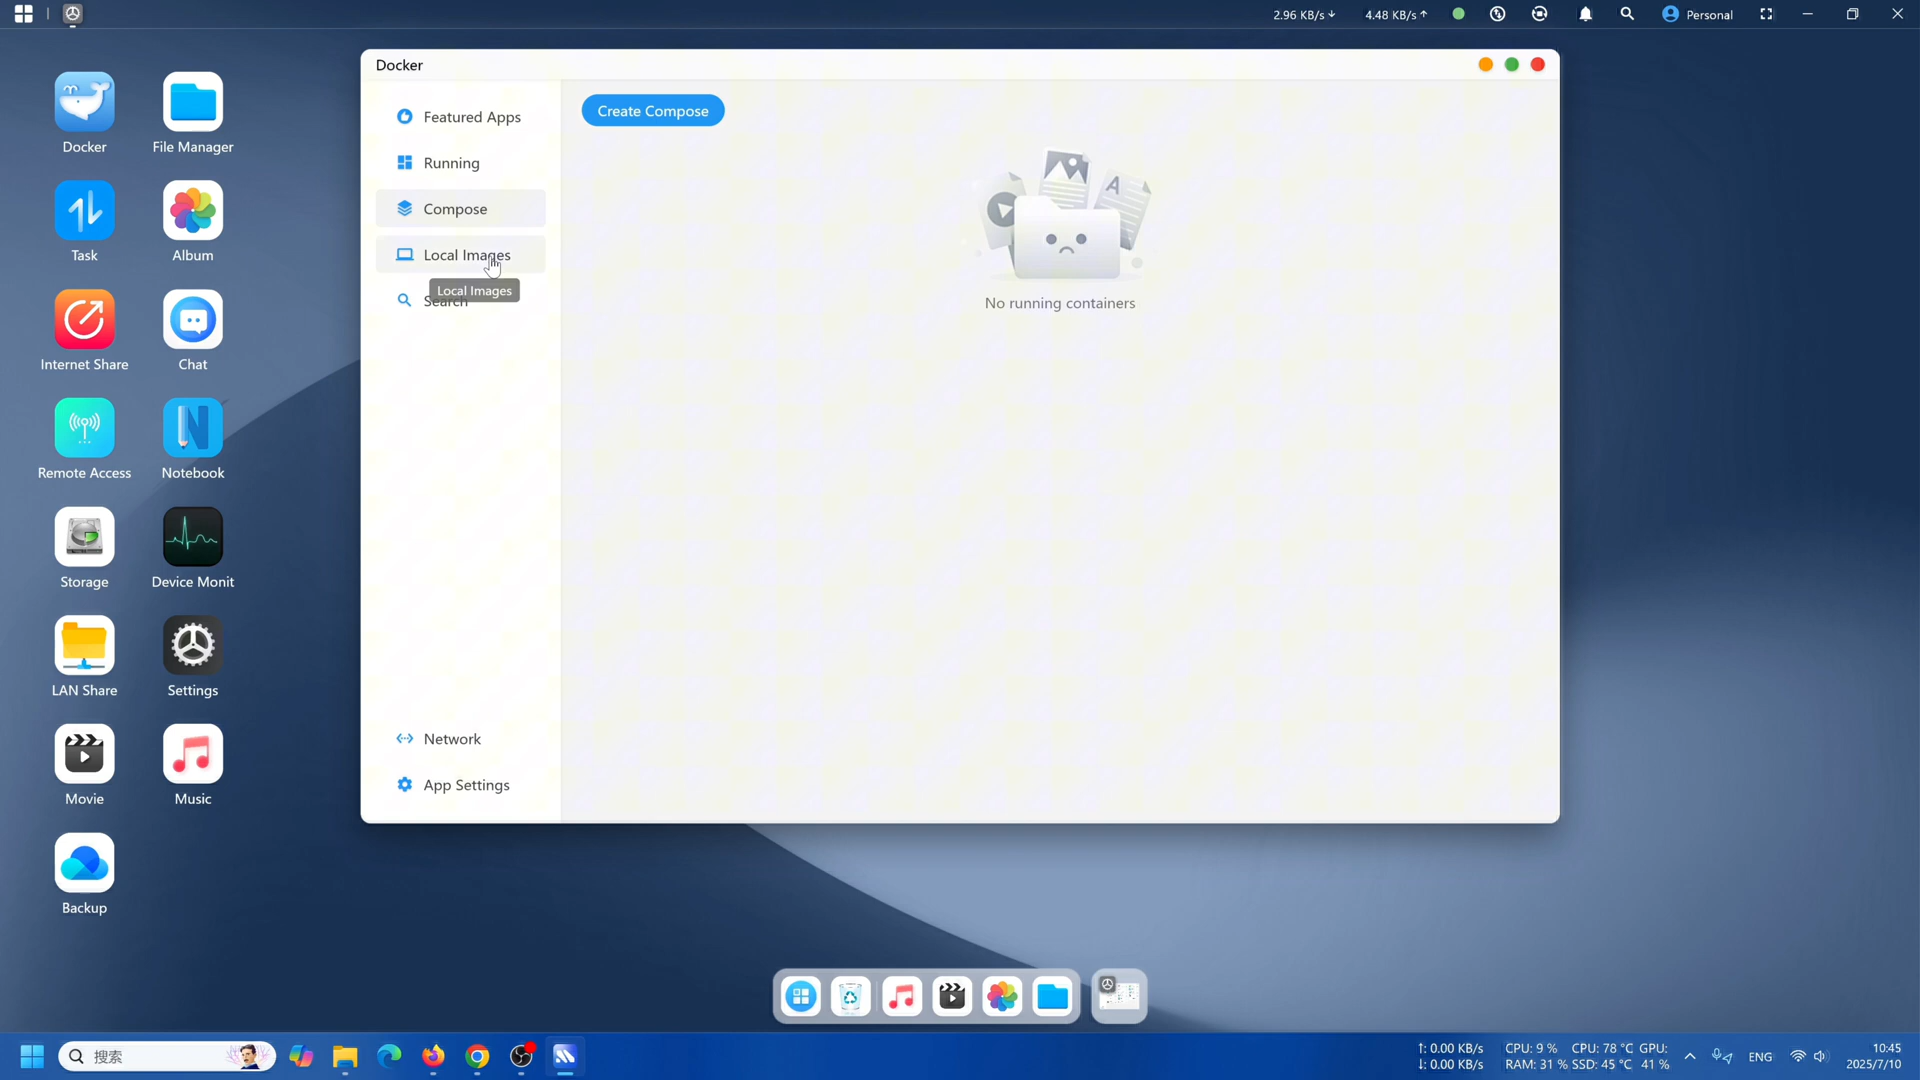 2.96 KB/s↓
4.48 KB/s↑
Personal
Docker
File Manager
Task
Album
Internet Share
Chat
Remote Access
Notebook
Storage
Device Monit
LAN Share
Settings
Movie
Music
Backup
Docker
Featured Apps
Running
Compose
Local Images
Local Images
Search
Network
App Settings
Create Compose
A
No running containers
搜索
↑: 0.00 KB/s
↓: 0.00 KB/s
CPU: 9 % CPU: 78 °C GPU:
RAM: 31 % SSD: 45 °C 41 %
ENG
10:45
2025/7/10